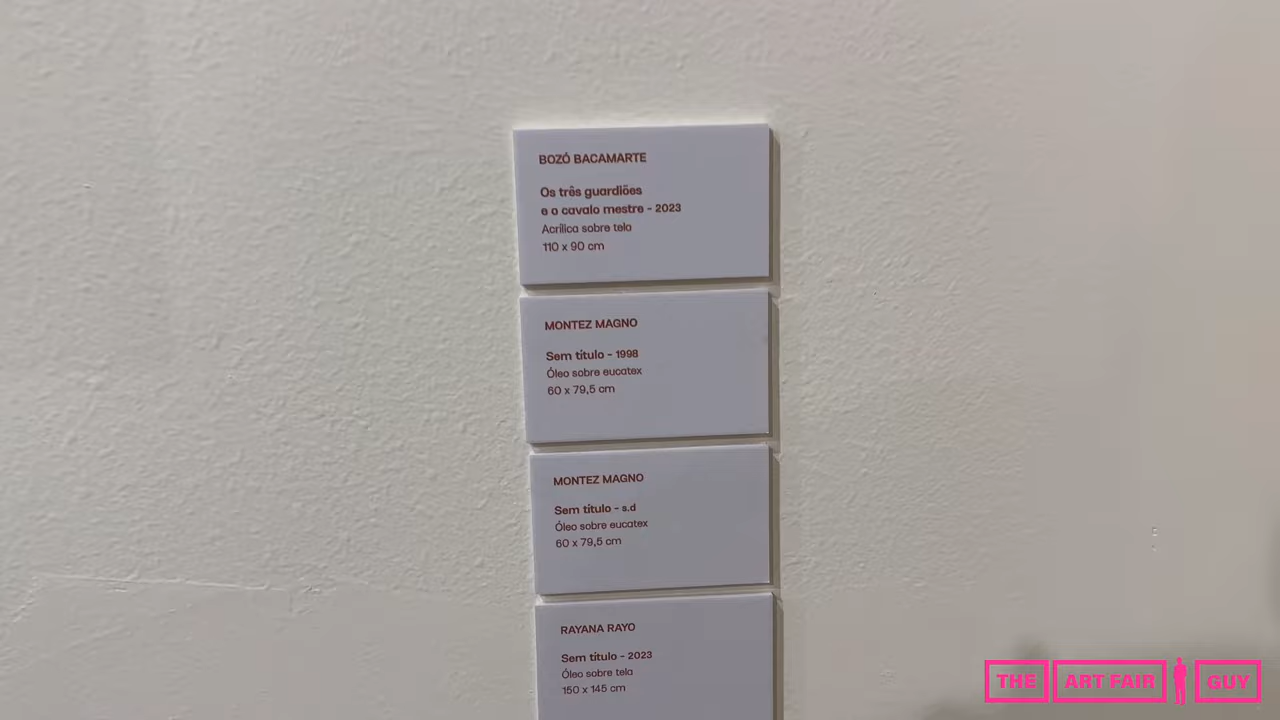 BOZÓ BACAMARTE
Os três guardiões
e o cavalo mestre - 2023
Acrílica sobre tela
110 x 90 cm
MONTEZ MAGNO
Sem título - 1998
Óleo sobre eucatex
60 x 79,5 cm
MONTEZ MAGNO
Sem título - s.d
Óleo sobre eucatex
60 x 79,5 cm
RAYANA RAYO
Sem título - 2023
Óleo sobre tela
150 x 145 cm
THE ART FAIR GUY